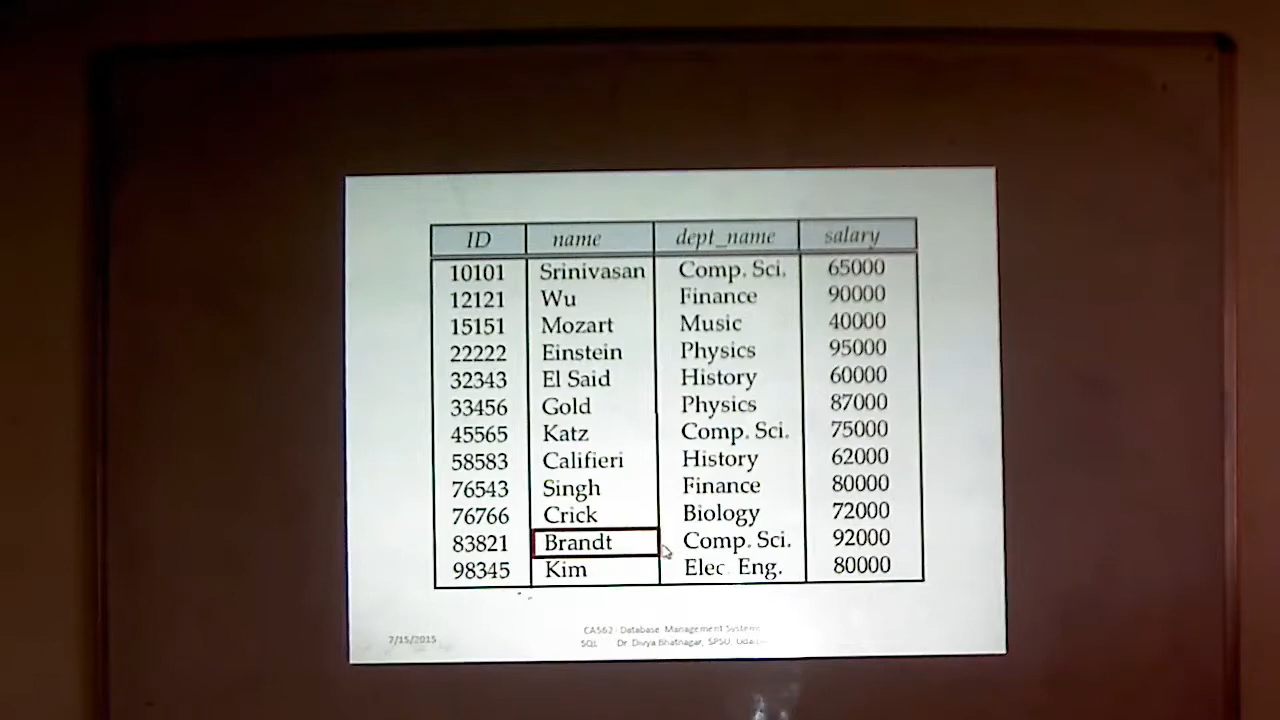 ID name dept_name salary
10101 Srinivasan Comp. Sci. 65000
12121 Wu Finance 90000
15151 Mozart Music 40000
22222 Einstein Physics 95000
32343 El Said History 60000
33456 Gold Physics 87000
45565 Katz Comp. Sci. 75000
58583 Califieri History 62000
76543 Singh Finance 80000
76766 Crick Biology 72000
83821 Brandt Comp. Sci. 92000
98345 Kim Elec. Eng. 80000
7/15/2015
CA562 Database Management Systems
SQL Dr Divya Bhatnagar, SPSU,